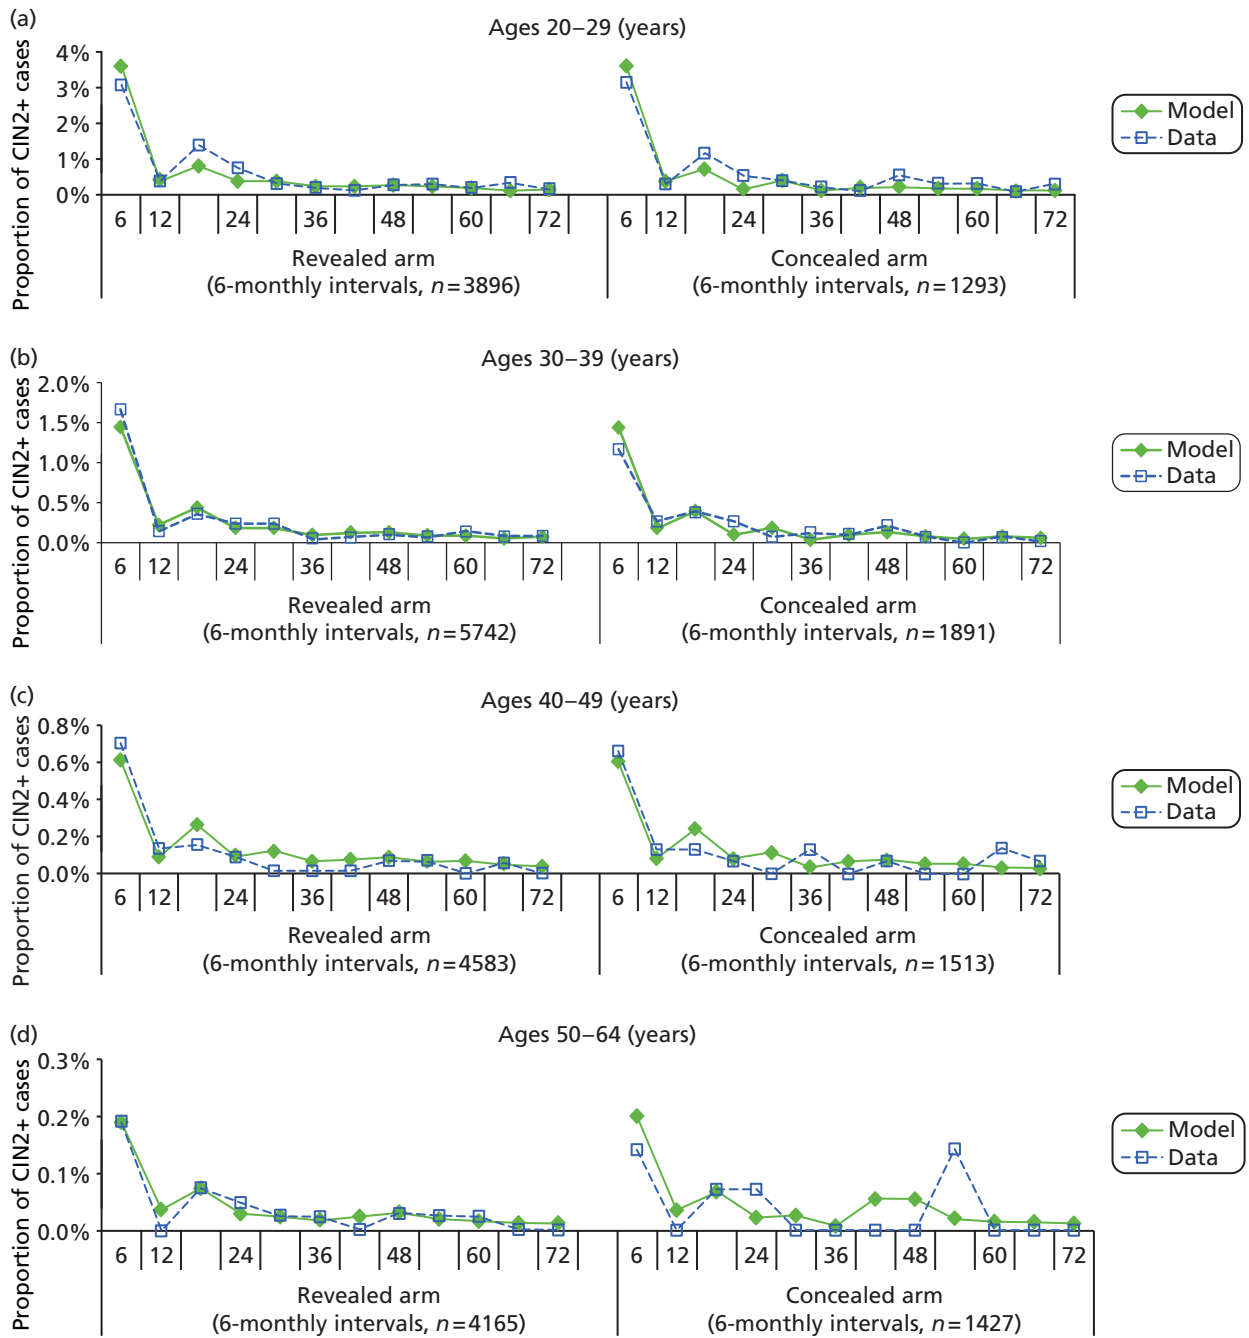 (a)
Ages 20–29 (years)
Proportion of CIN2+ cases
4%
3%
2%
1%
0%
6 12 24 36 48 60 72 6 12 24 36 48 60 72
Revealed arm Concealed arm
(6-monthly intervals, n=3896) (6-monthly intervals, n=1293)
Model
Data
(b)
Ages 30–39 (years)
Proportion of CIN2+ cases
2.0%
1.5%
1.0%
0.5%
0.0%
6 12 24 36 48 60 72 6 12 24 36 48 60 72
Revealed arm Concealed arm
(6-monthly intervals, n=5742) (6-monthly intervals, n=1891)
Model
Data
(c)
Ages 40–49 (years)
Proportion of CIN2+ cases
0.8%
0.6%
0.4%
0.2%
0.0%
6 12 24 36 48 60 72 6 12 24 36 48 60 72
Revealed arm Concealed arm
(6-monthly intervals, n=4583) (6-monthly intervals, n=1513)
Model
Data
(d)
Ages 50–64 (years)
Proportion of CIN2+ cases
0.3%
0.2%
0.1%
0.0%
6 12 24 36 48 60 72 6 12 24 36 48 60 72
Revealed arm Concealed arm
(6-monthly intervals, n=4165) (6-monthly intervals, n=1427)
Model
Data